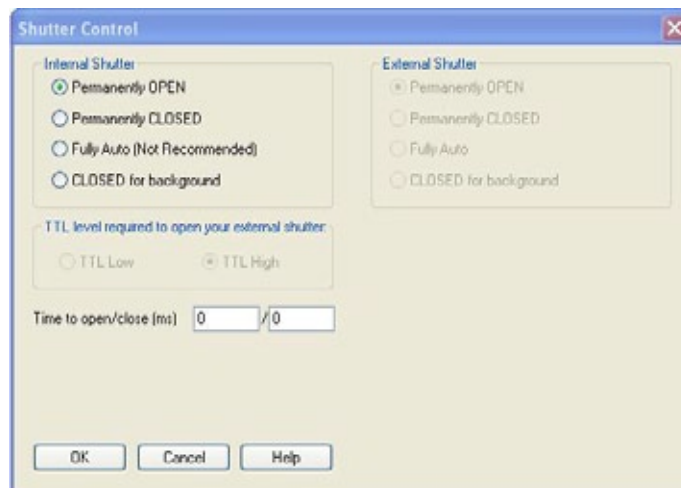 Shutter Control
Internal Shutter
Permanently OPEN
Permanently CLOSED
Fully Auto (Not Recommended)
CLOSED for background
External Shutter
Permanently OPEN
Permanently CLOSED
Fully Auto
CLOSED for background
TTL level required to open your external shutter:
TTL Low TTL High
Time to open/close (ms) 0 / 0
OK Cancel Help